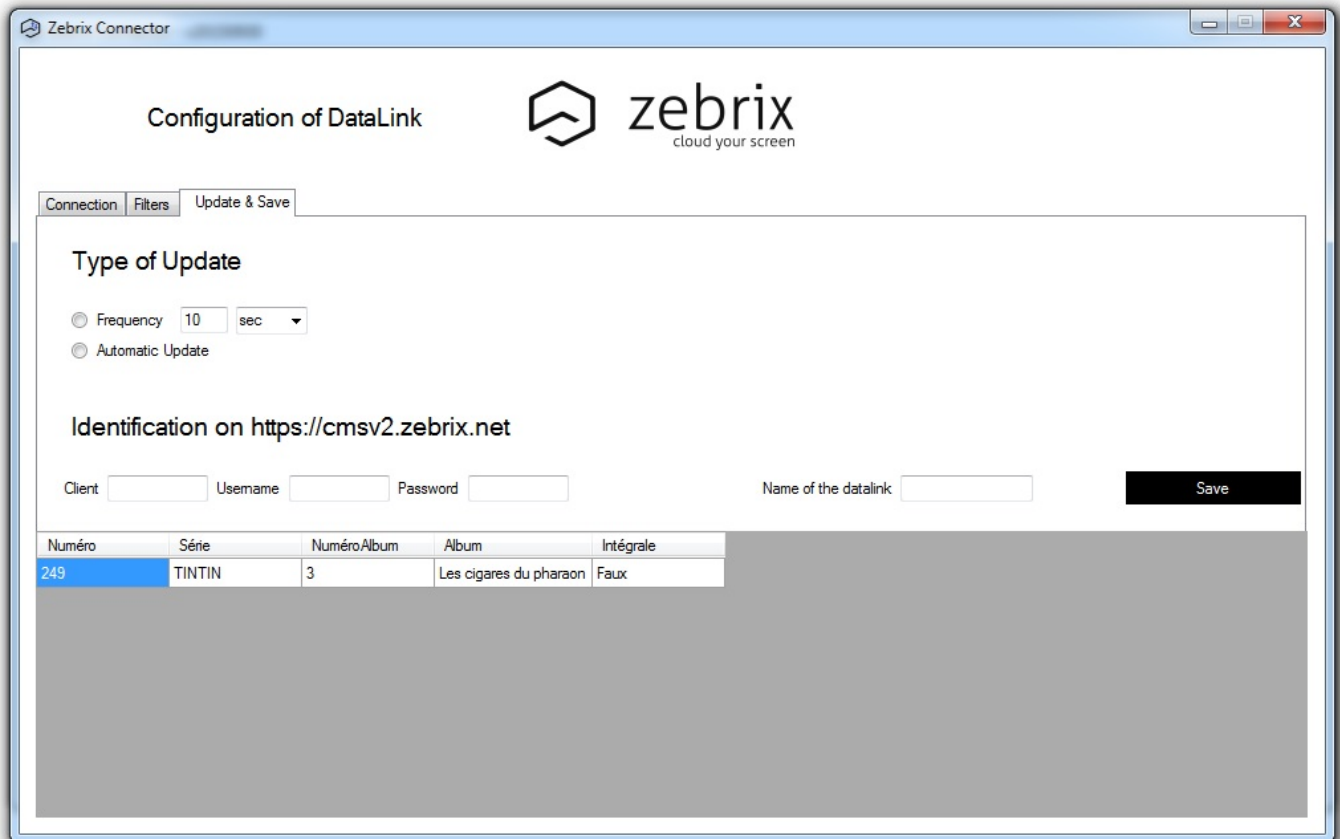 Zebrix Connector
Configuration of DataLink
zebrix
cloud your screen
Connection Filters Update & Save
Type of Update
Frequency 10 sec
Automatic Update
Identification on https://cmsv2.zebrix.net
Client Username Password Name of the datalink Save
Numéro Série NuméroAlbum Album Intégrale
249 TINTIN 3 Les cigares du pharaon Faux